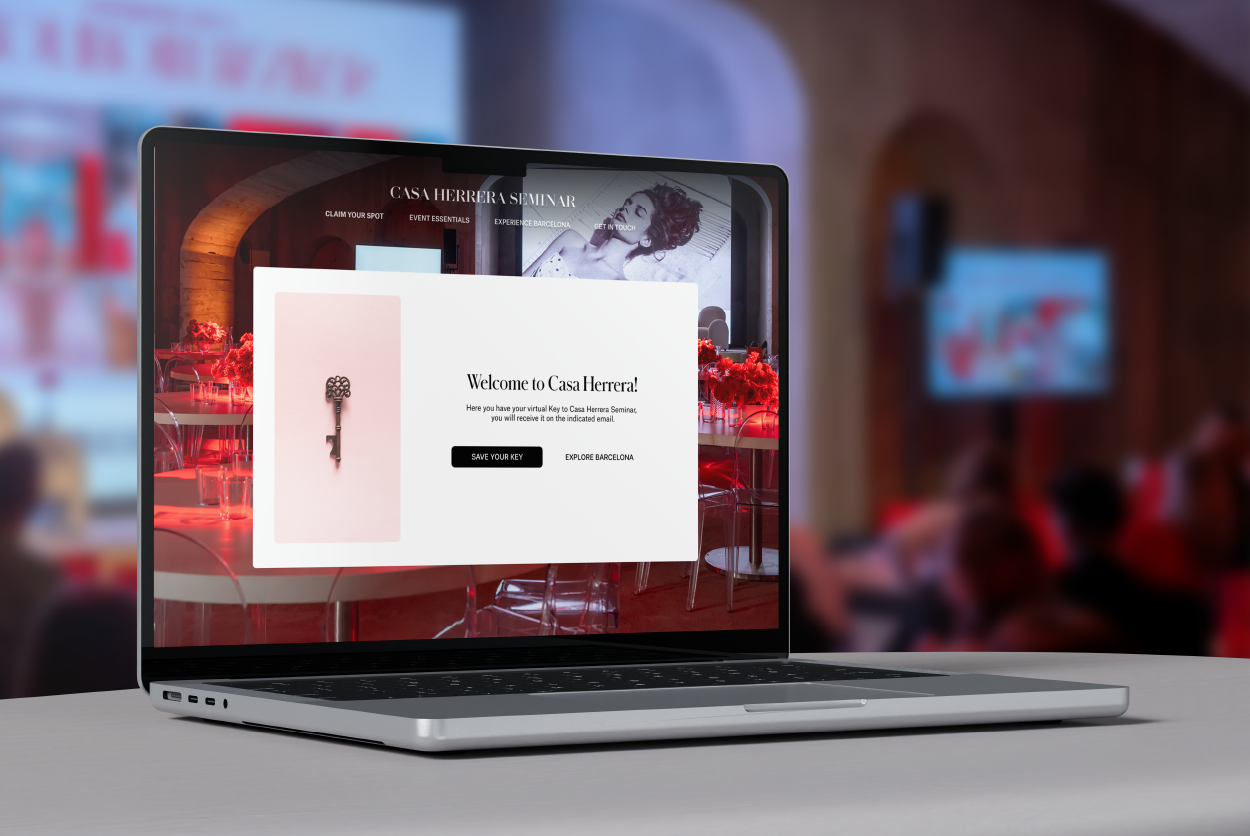 CASA HERRERA SEMINAR
CLAIM YOUR SPOT
EVENT ESSENTIALS
EXPERIENCE BARCELONA
GET IN TOUCH
Welcome to Casa Herrera!
Here you have your virtual Key to Casa Herrera Seminar,
you will receive it on the indicated email.
SAVE YOUR KEY
EXPLORE BARCELONA